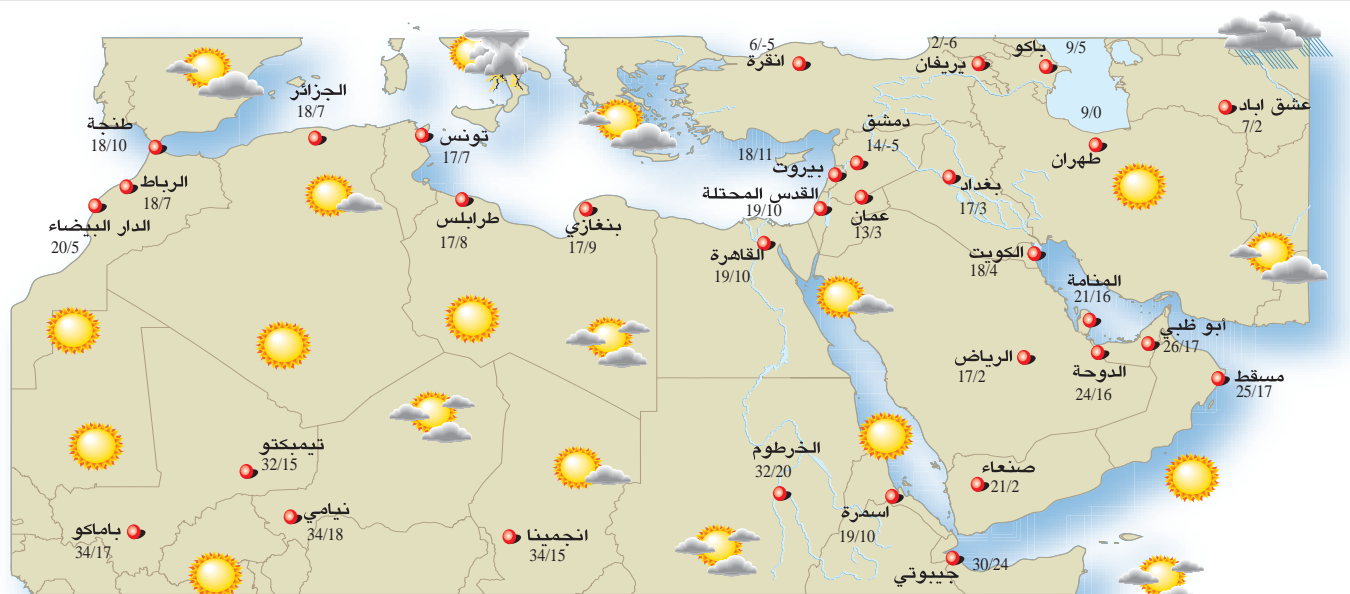 6/-5
انقرة
2/-6
يريفان
باكو
9/5
عشق اباد
7/2
9/0
طهران
الجزائر
18/7
طنجة
18/10
تونس
17/7
دمشق
14/-5
18/11
بيروت
بغداد
17/3
الرباط
18/7
القدس المحتلة
19/10
عمان
13/3
الدار البيضاء
20/5
طرابلس
17/8
بنغازي
17/9
القاهرة
19/10
الكويت
18/4
المنامة
21/16
أبو ظبي
26/17
الرياض
17/2
الدوحة
24/16
مسقط
25/17
تيمبكتو
32/15
الخرطوم
32/20
صنعاء
21/2
نيامي
34/18
باماكو
34/17
انجمينا
34/15
اسمرة
19/10
جيبوتي
30/24